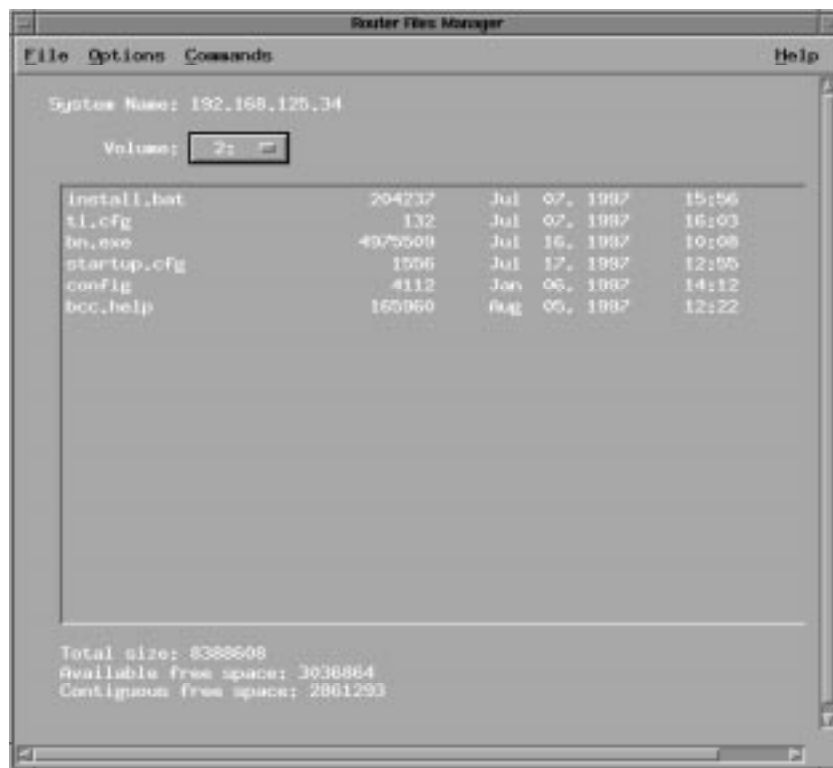 Router Files Manager
File Options Commands Help
System Name: 192.168.125.34
Volume: 2:
install.bat 204237 Jul 07, 1997 15:56
ti.cfg 132 Jul 07, 1997 16:03
bn.exe 4975509 Jul 16, 1997 10:08
startup.cfg 1556 Jul 17, 1997 12:55
config 4112 Jan 06, 1997 14:12
bcc.help 165960 Aug 05, 1997 12:22
Total size: 8388608
Available free space: 3036864
Contiguous free space: 2861293